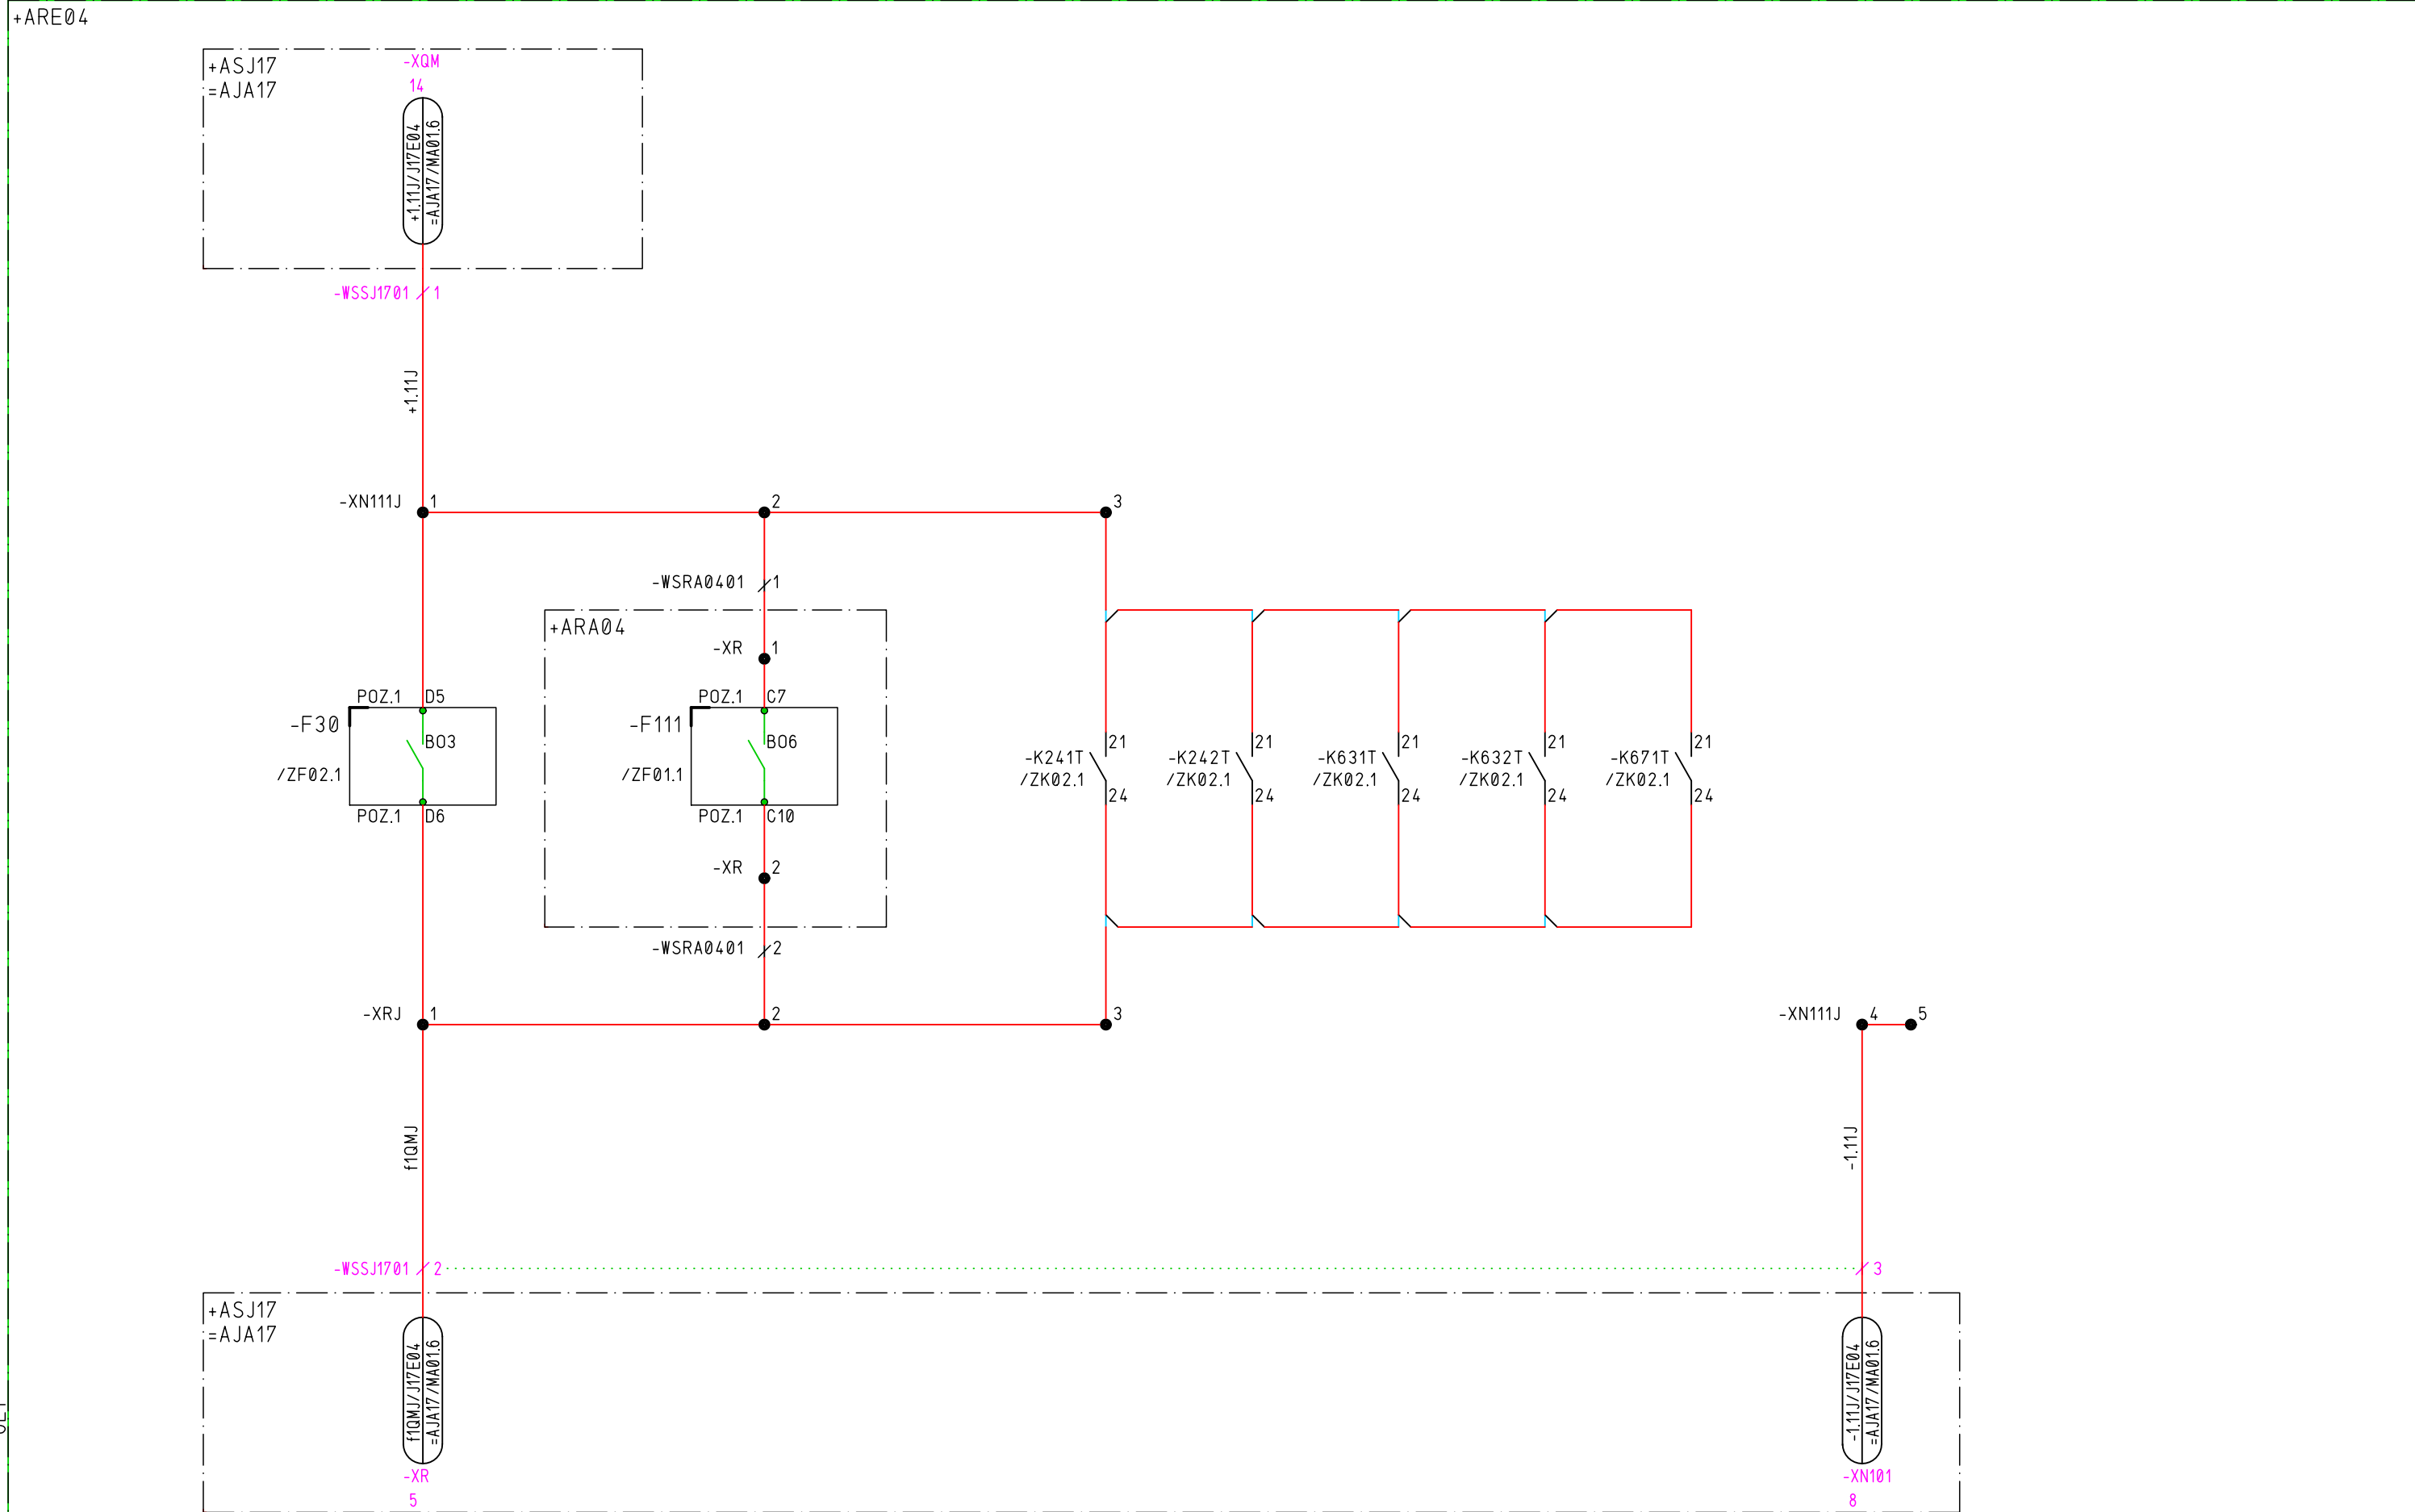 +ARE04
+ASJ17
=AJA17
-XQM
14
+1.11J/J17E04
=AJA17/MA01.6
-WSSJ1701 1
+1.11J
-XN111J 1 2 3
-WSRA0401 1
+ARA04
-XR 1
POZ.1 D5
-F30
BO3
/ZF02.1
POZ.1 D6
POZ.1 C7
-F111
BO6
/ZF01.1
POZ.1 C10
-K241T
/ZK02.1
21
24
-K242T
/ZK02.1
21
24
-K631T
/ZK02.1
21
24
-K632T
/ZK02.1
21
24
-K671T
/ZK02.1
21
24
-XR 2
-WSRA0401 2
-XRJ 1 2 3
-XN111J 4 5
f1QMJ
-1.11J
-WSSJ1701 2 3
+ASJ17
=AJA17
f1QMJ/J17E04
=AJA17/MA01.6
-XR
5
-1.11J/J17E04
=AJA17/MA01.6
-XN101
8